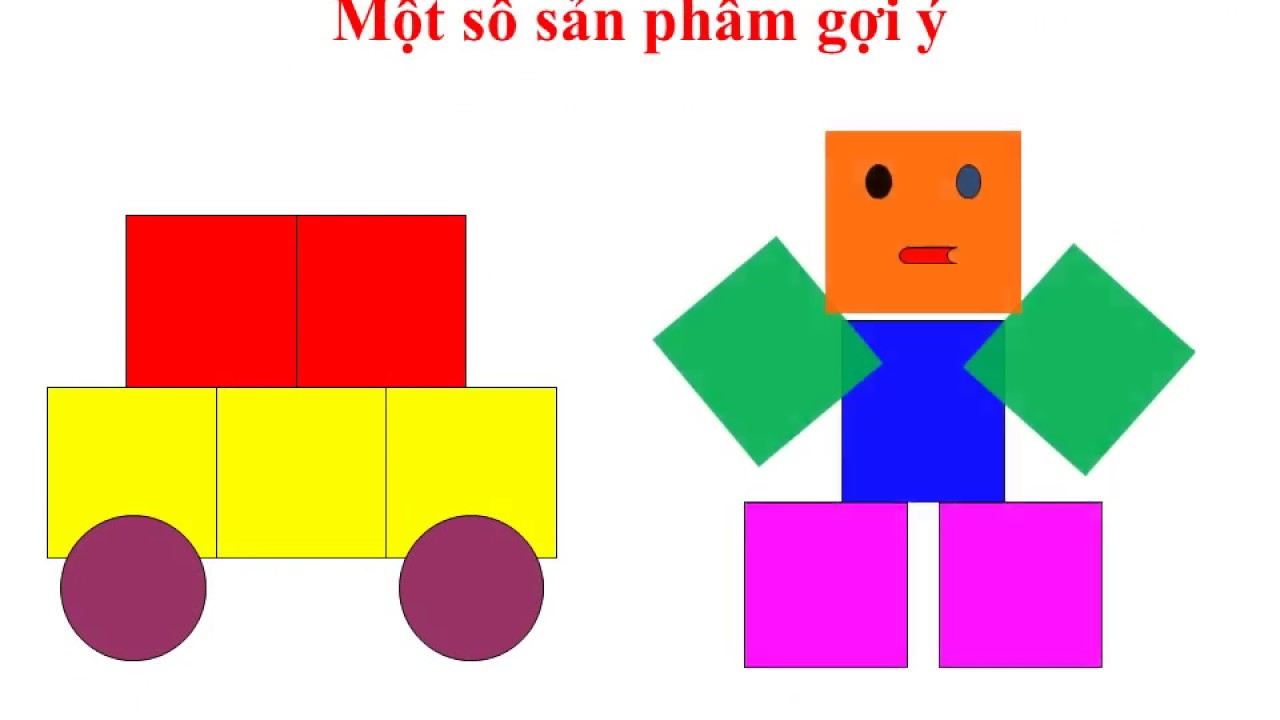 Một số sản phẩm gợi ý